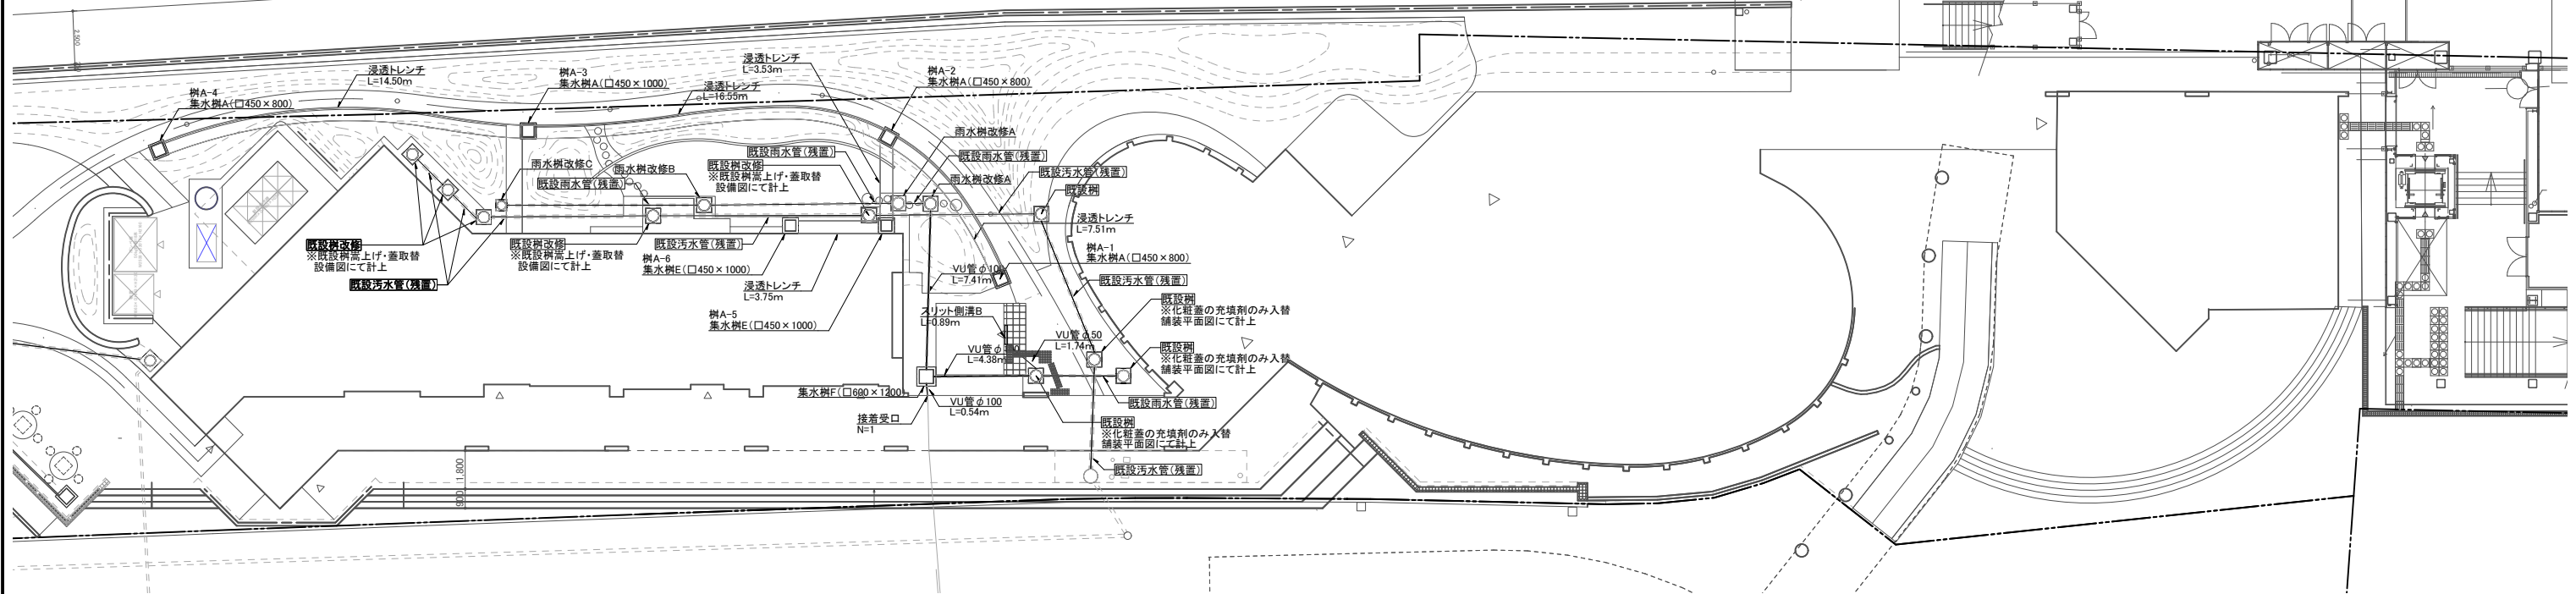 2,500
浸透トレンチ
L=14.50m
桝A-4
集水桝A(□450×800)
桝A-3
集水桝A(□450×1000)
浸透トレンチ
L=16.55m
浸透トレンチ
L=3.53m
桝A-2
集水桝A(□450×800)
雨水桝改修A
既設雨水管(残置)
雨水桝改修A
既設雨水管(残置)
既設桝改修
※既設桝嵩上げ・蓋取替
設備図にて計上
雨水桝改修C
雨水桝改修B
既設雨水管(残置)
既設汚水管(残置)
既設桝
浸透トレンチ
L=7.51m
桝A-1
集水桝A(□450×800)
既設桝改修
※既設桝嵩上げ・蓋取替
設備図にて計上
既設汚水管(残置)
既設桝改修
※既設桝嵩上げ・蓋取替
設備図にて計上
既設汚水管(残置)
桝A-6
集水桝E(□450×1000)
浸透トレンチ
L=3.75m
桝A-5
集水桝E(□450×1000)
L=7.41m
既設汚水管(残置)
既設桝
※化粧蓋の充填剤のみ入替
舗装平面図にて計上
スリット側溝B
L=0.89m
VU管φ50
L=1.74m
VU管φ
L=4.38m
既設桝
※化粧蓋の充填剤のみ入替
舗装平面図にて計上
集水桝F(□600×1200)
VU管φ100
L=0.54m
既設雨水管(残置)
接着受口
N=1
既設桝
※化粧蓋の充填剤のみ入替
舗装平面図にて計上
既設汚水管(残置)
1,800
900